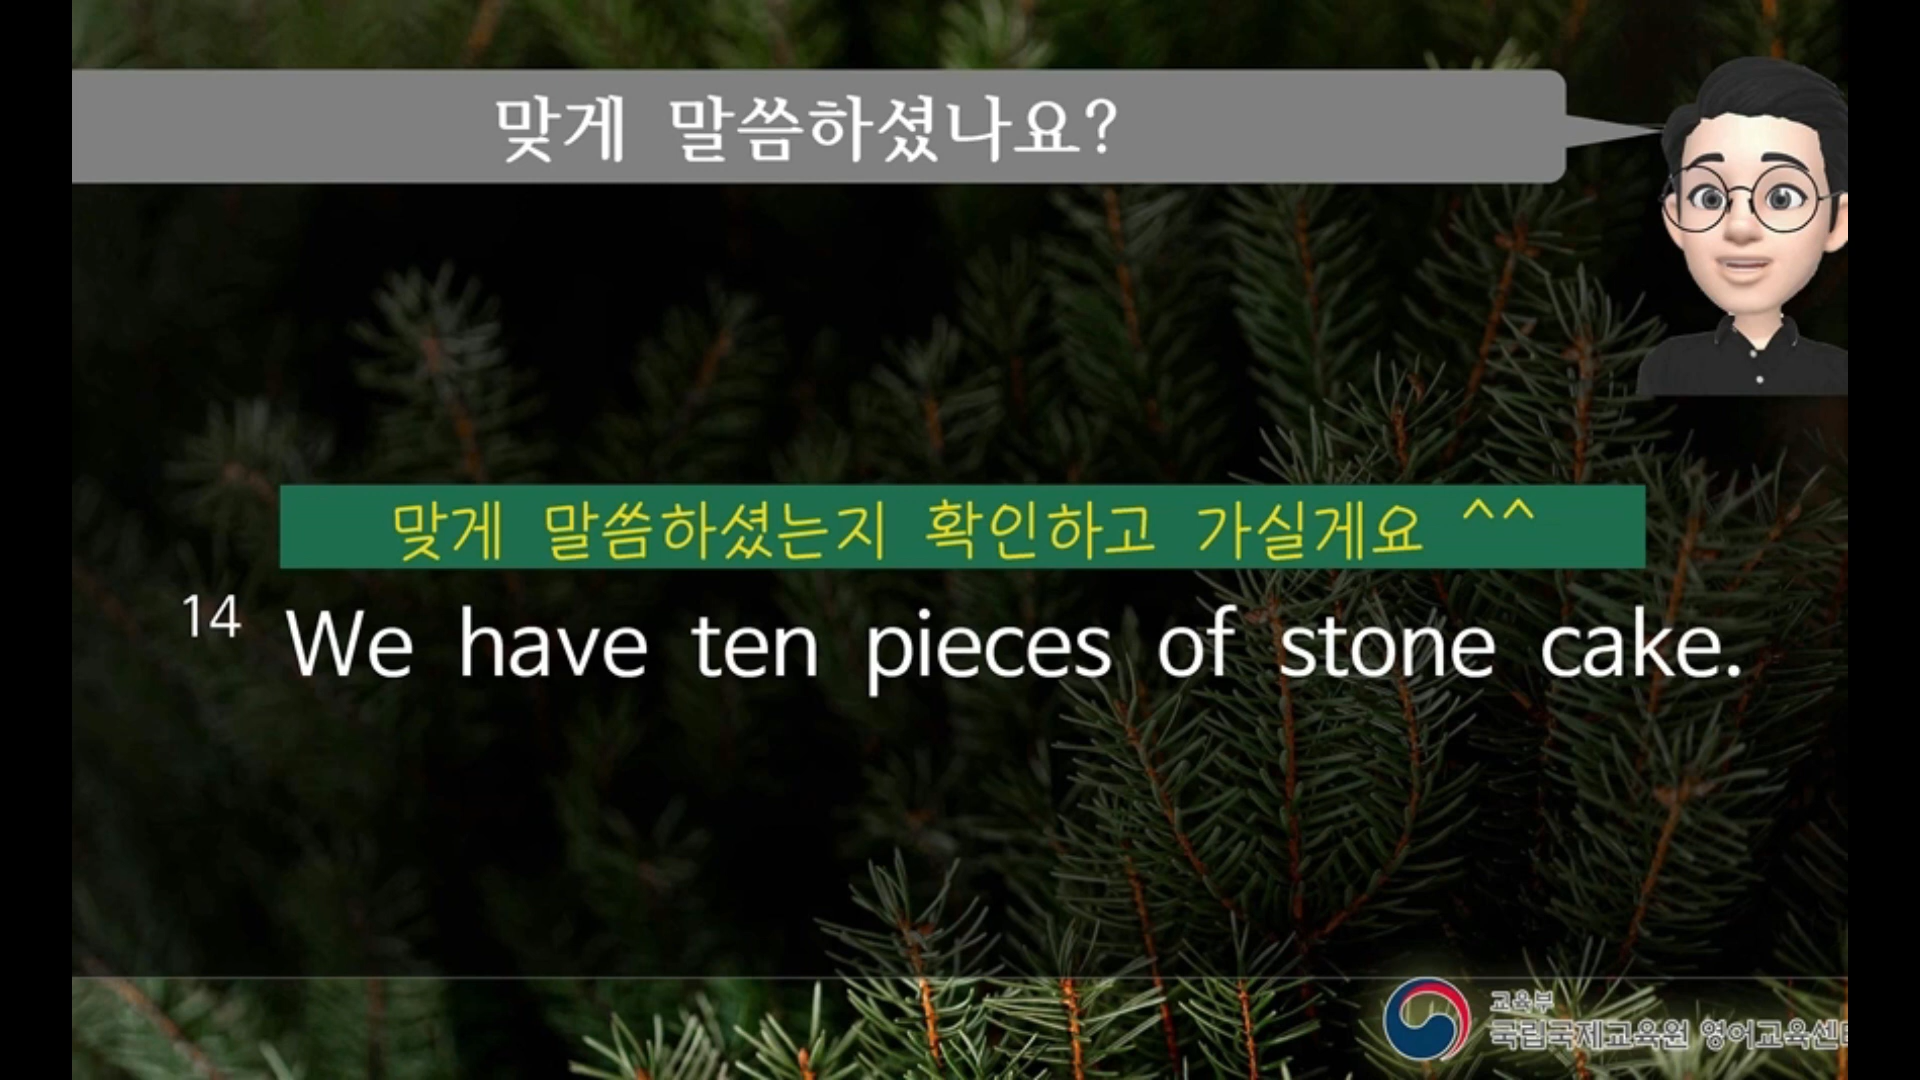 맞게 말씀하셨나요?
맞게 말씀하셨는지 확인하고 가실게요 ^^
14 We have ten pieces of stone cake.
교육부
국립국제교육원 영어교육센터